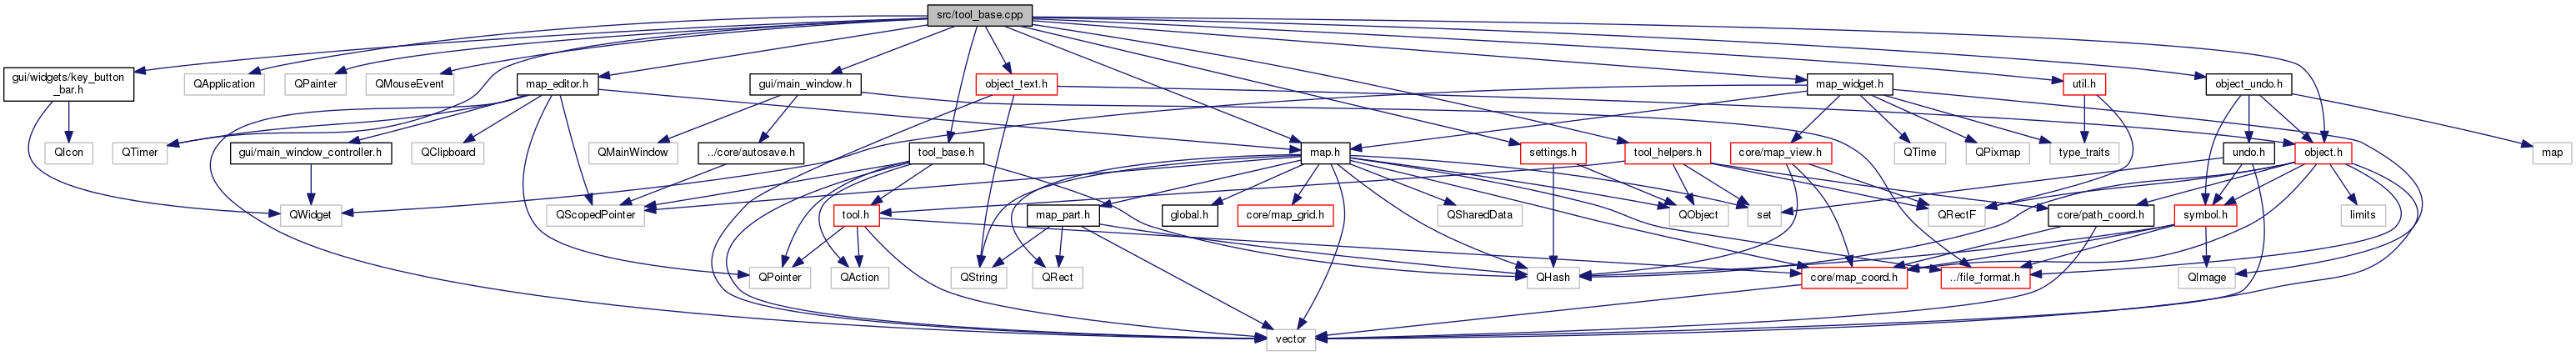 src/tool_base.cpp
gui/widgets/key_button
_bar.h
QApplication
QPainter
QMouseEvent
map_editor.h
gui/main_window.h
object_text.h
map_widget.h
util.h
object_undo.h
QIcon
QTimer
gui/main_window_controller.h
QClipboard
QMainWindow
../core/autosave.h
tool_base.h
map.h
settings.h
tool_helpers.h
core/map_view.h
QTime
QPixmap
type_traits
undo.h
object.h
map
QWidget
QScopedPointer
tool.h
map_part.h
global.h
core/map_grid.h
QSharedData
QObject
set
QRectF
core/path_coord.h
symbol.h
limits
QPointer
QAction
QString
QRect
QHash
core/map_coord.h
../file_format.h
QImage
vector